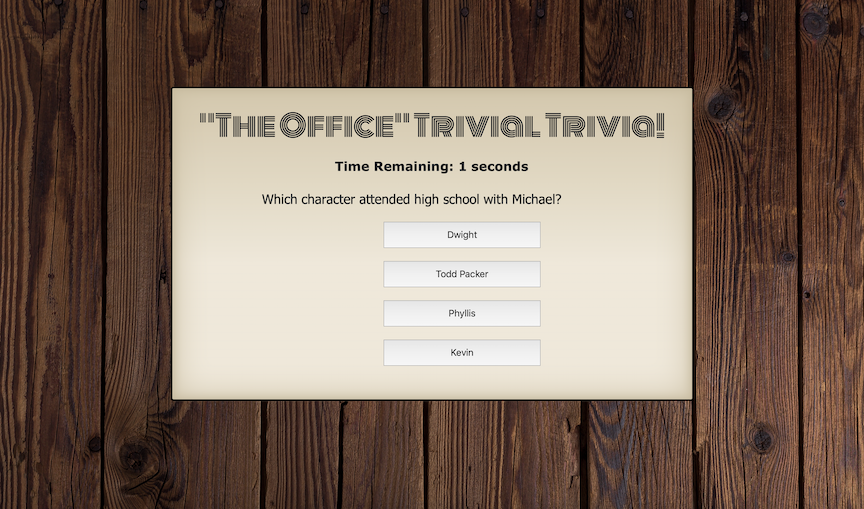 "The Office" Trivial Trivia!
Time Remaining: 1 seconds
Which character attended high school with Michael?
Dwight
Todd Packer
Phyllis
Kevin